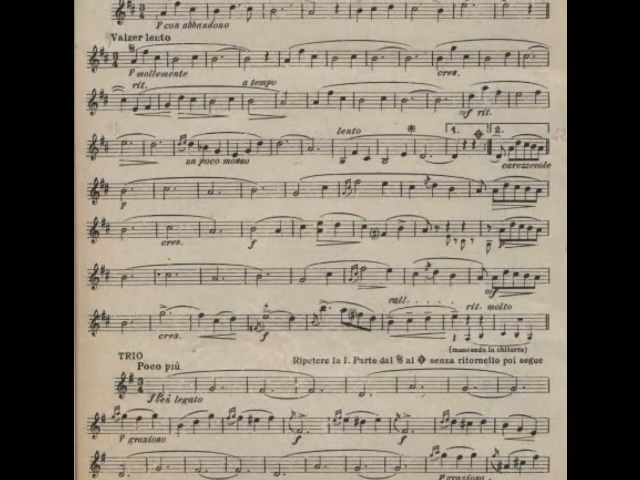 P con abbandono
Valzer lento
P mollemente
cres.
rit.
a tempo
mf rit.
lento
1.
2.
un poco mosso
carezzevole
p
cres.
f
mf
rall.
rit. molto
cres.
f
(mancando la chitarra)
TRIO
Ripetere la I. Parte dal al senza ritornello poi segue
Poco più
f ben legato
P grazioso
f
f
P grazioso